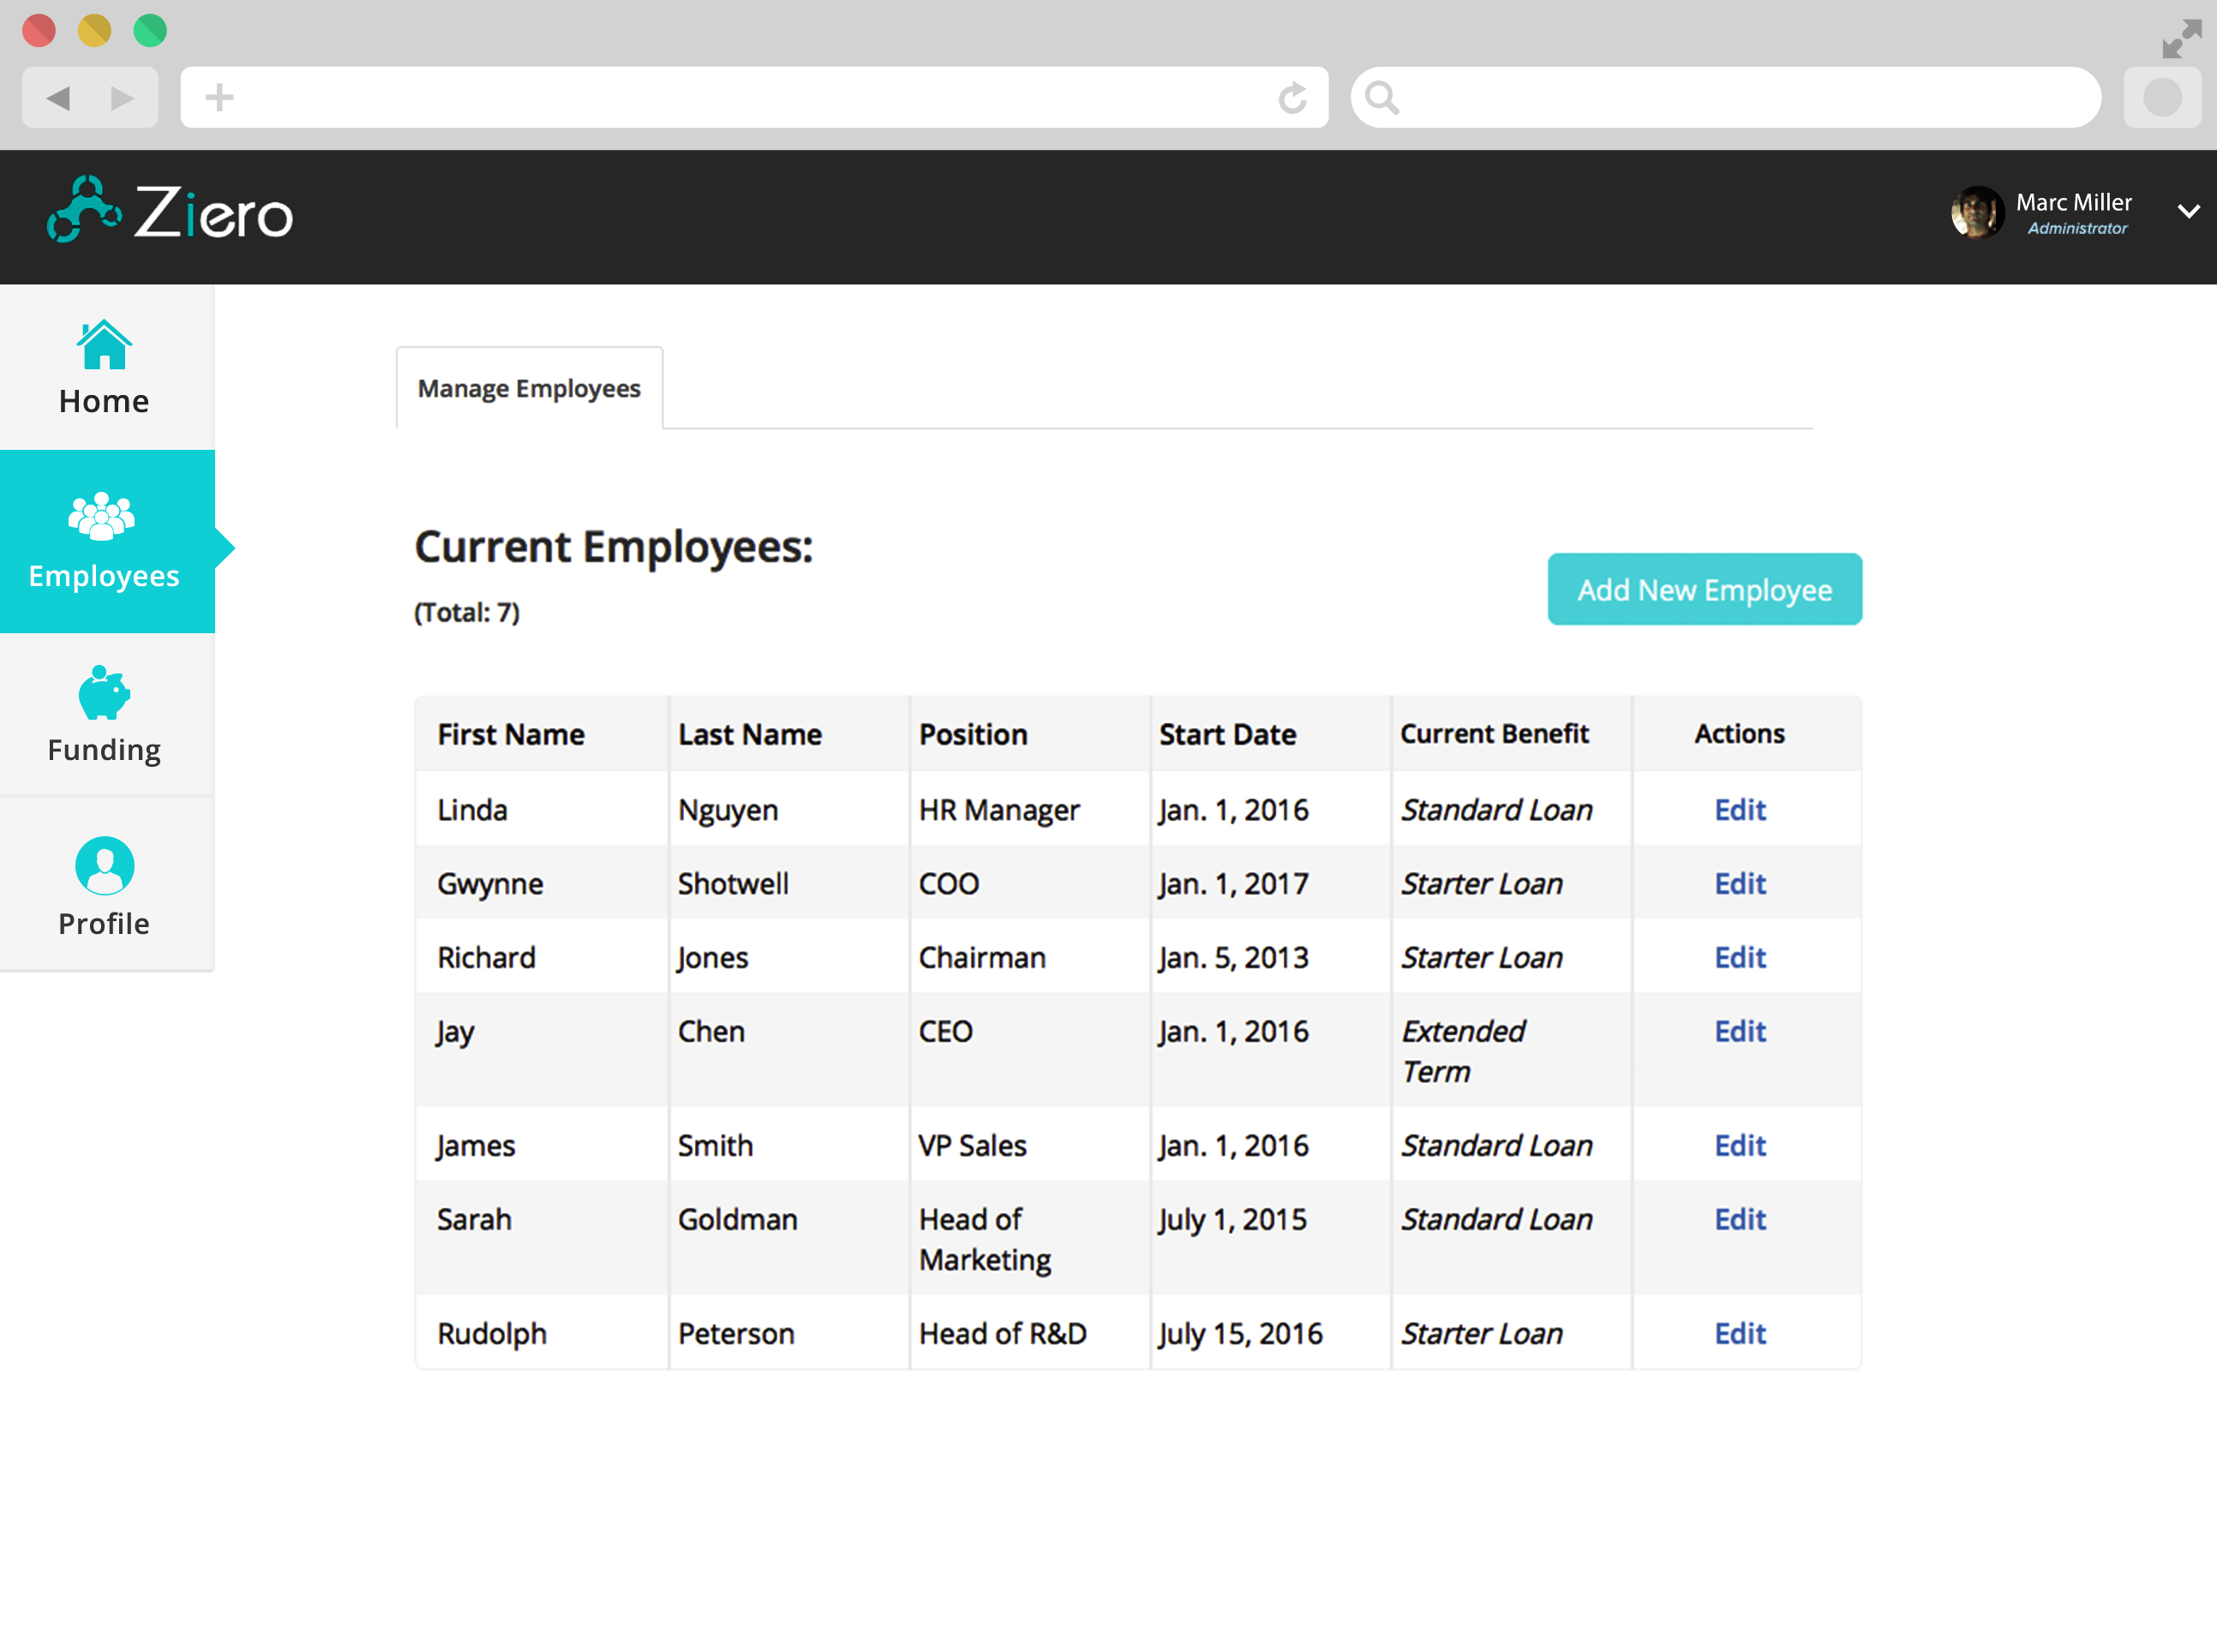 Ziero
Marc Miller
Administrator
Home
Employees
Funding
Profile
Manage Employees
Current Employees:
(Total: 7)
Add New Employee
First Name Last Name Position Start Date Current Benefit Actions
Linda Nguyen HR Manager Jan. 1, 2016 Standard Loan Edit
Gwynne Shotwell COO Jan. 1, 2017 Starter Loan Edit
Richard Jones Chairman Jan. 5, 2013 Starter Loan Edit
Jay Chen CEO Jan. 1, 2016 Extended Edit
Term
James Smith VP Sales Jan. 1, 2016 Standard Loan Edit
Sarah Goldman Head of July 1, 2015 Standard Loan Edit
Marketing
Rudolph Peterson Head of R&D July 15, 2016 Starter Loan Edit